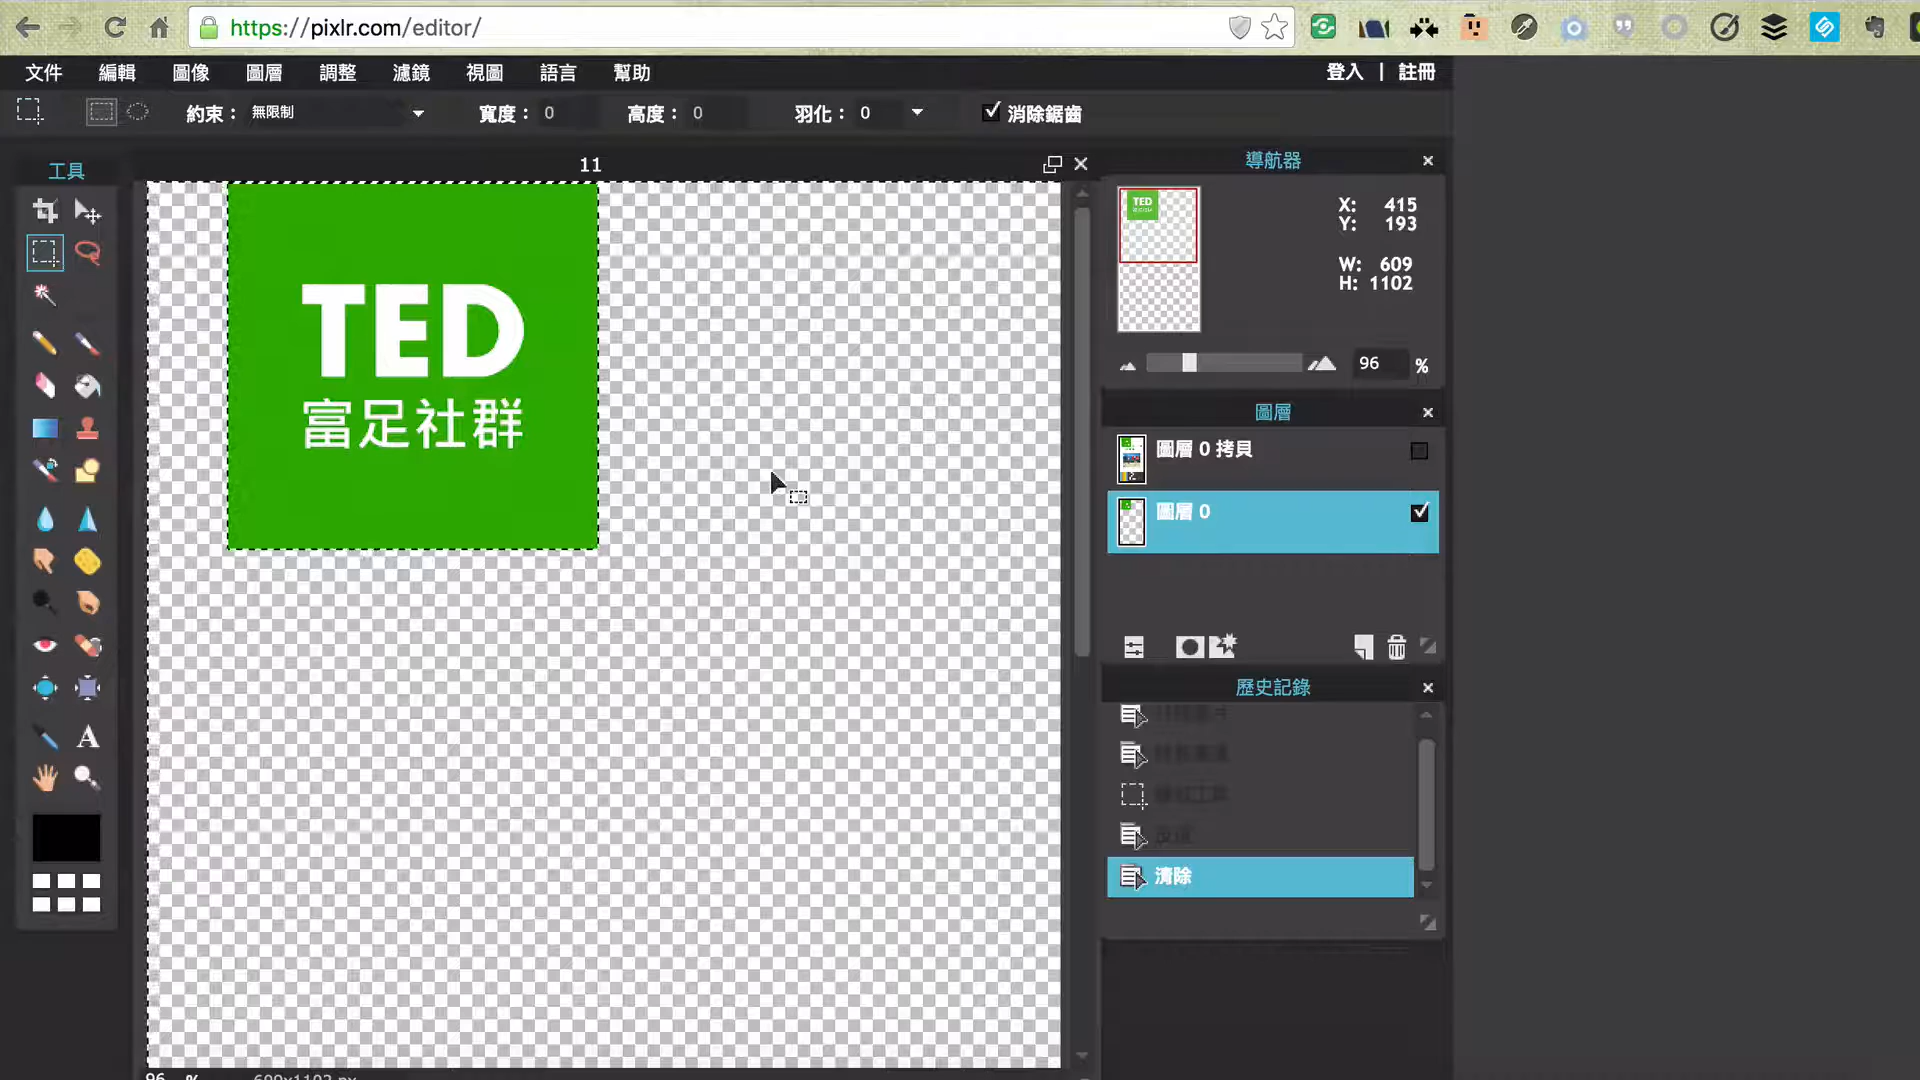 https://pixlr.com/editor/
文件 編輯 圖像 圖層 調整 濾鏡 視圖 語言 幫助 登入 | 註冊
約束： 無限制 寬度： 0 高度： 0 羽化： 0 消除鋸齒
工具
11
導航器
TED
X: 415
Y: 193
W: 609
H: 1102
96 %
TED
富足社群
圖層
圖層 0 拷貝
圖層 0
歷史記錄
清除
A
96 % 609x1102 px